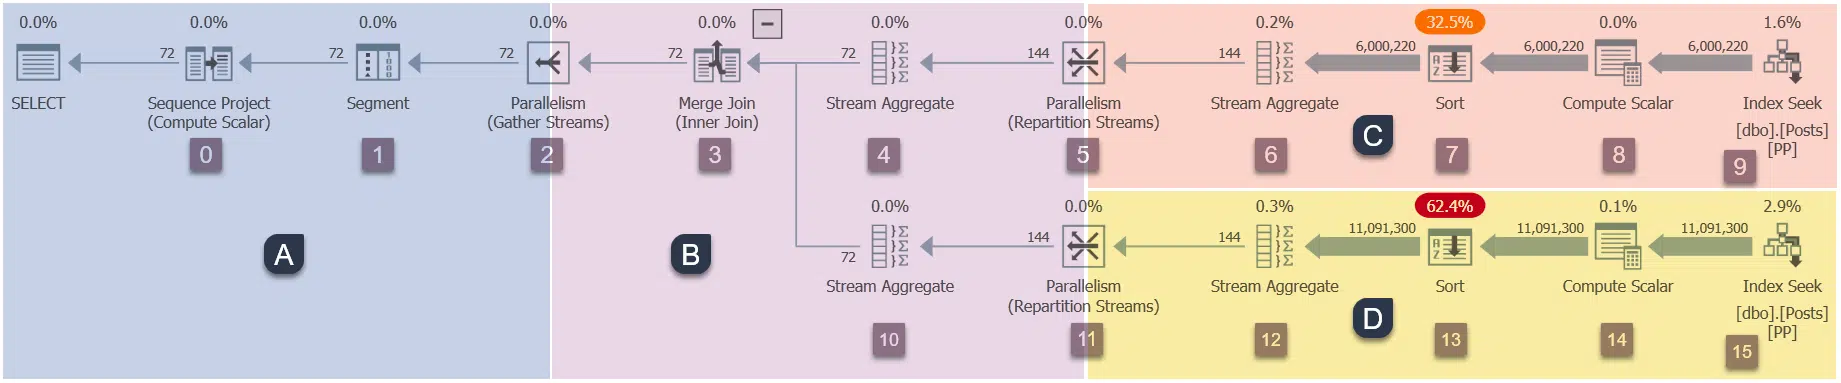 0.0% 0.0% 0.0% 0.0% 0.0% 0.0% 0.0% 0.2% 32.5% 0.0% 1.6%
72 72 72 72 72 144 144 6,000,220 6,000,220 6,000,220
SELECT Sequence Project Segment Parallelism Merge Join Stream Aggregate Parallelism Stream Aggregate Sort Compute Scalar Index Seek
(Compute Scalar) (Gather Streams) (Inner Join) (Repartition Streams) [dbo].[Posts]
[PP]
0 1 2 3 4 5 6 C 7 8 9
0.0% 0.0% 0.3% 62.4% 0.1% 2.9%
72 144 144 11,091,300 11,091,300 11,091,300
A B
Stream Aggregate Parallelism Stream Aggregate Sort Compute Scalar Index Seek
(Repartition Streams) [dbo].[Posts]
D [PP]
10 11 12 13 14 15